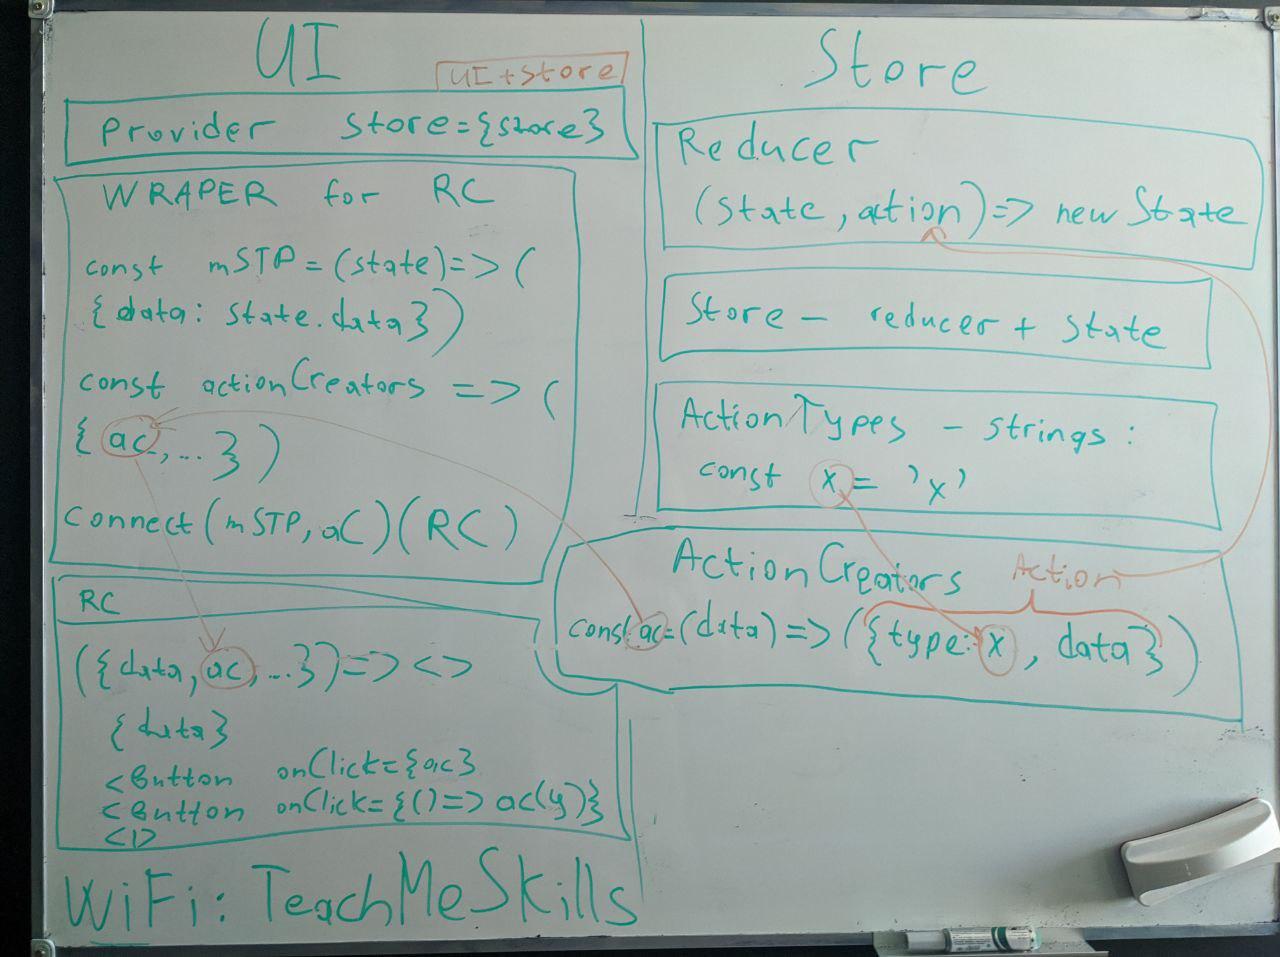 UI
UI + Store
Provider store={store}
WRAPER for RC
const mSTP = (state) => (
{data: state.data})
const actionCreators => (
{ac, ... })
connect(mSTP, aC)(RC)
RC
({data, ac, ...}) => <>
{data}
<Button onClick={ac}
<Button onClick={() => ac(y)}
</>
WiFi: TeachMeSkills
Store
Reducer
(state, action) => new State
Store - reducer + state
ActionTypes - strings:
const x = 'x'
ActionCreators
Action
const ac = (data) => ({type: x, data})